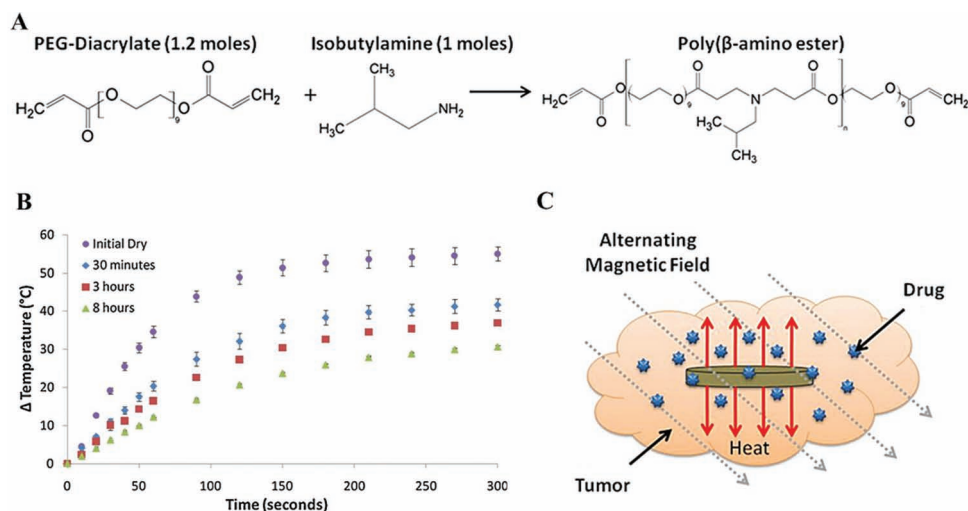 A
PEG-Diacrylate (1.2 moles)
Isobutylamine (1 moles)
Poly(β-amino ester)
H₂C
O
O
9
O
O
CH₂
+
CH₃
H₃C
NH₂
H₂C
O
O
O
9
O
N
O
O
n
O
9
O
CH₂
H₃C
CH₃
B
Δ Temperature (°C)
60
50
40
30
20
10
0
Initial Dry
30 minutes
3 hours
8 hours
0 50 100 150 200 250 300
Time (seconds)
C
Alternating
Magnetic Field
Drug
Heat
Tumor